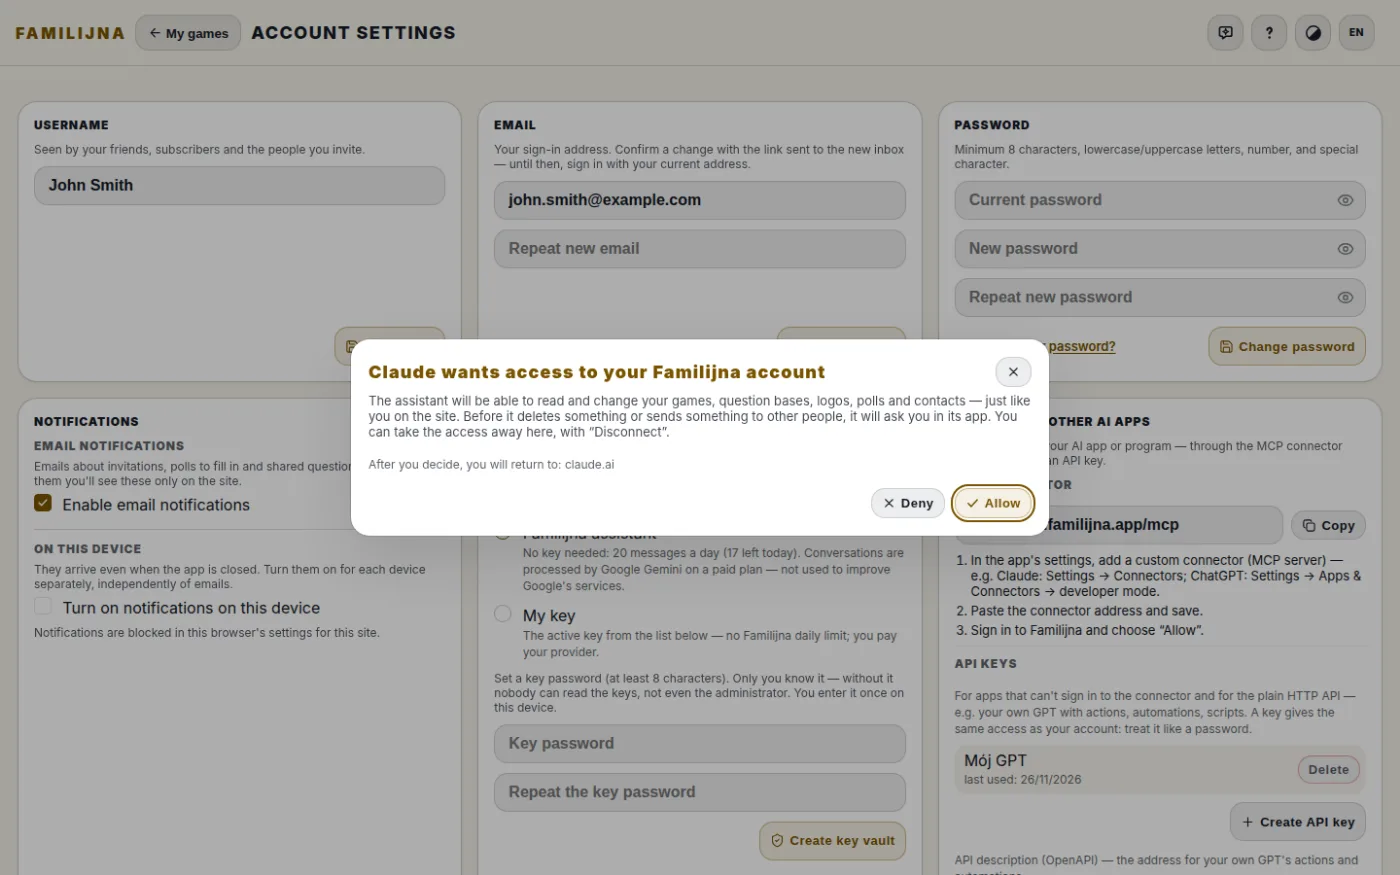 FAMILIJNA
← My games
ACCOUNT SETTINGS
?
EN
USERNAME
Seen by your friends, subscribers and the people you invite.
John Smith
EMAIL
Your sign-in address. Confirm a change with the link sent to the new inbox
— until then, sign in with your current address.
john.smith@example.com
Repeat new email
PASSWORD
Minimum 8 characters, lowercase/uppercase letters, number, and special
character.
Current password
New password
Repeat new password
password?
Change password
Claude wants access to your Familijna account
The assistant will be able to read and change your games, question bases, logos, polls and contacts — just like
you on the site. Before it deletes something or sends something to other people, it will ask you in its app. You
can take the access away here, with “Disconnect”.
After you decide, you will return to: claude.ai
Deny
Allow
NOTIFICATIONS
EMAIL NOTIFICATIONS
Emails about invitations, polls to fill in and shared question
them you'll see these only on the site.
Enable email notifications
ON THIS DEVICE
They arrive even when the app is closed. Turn them on for each device
separately, independently of emails.
Turn on notifications on this device
Notifications are blocked in this browser's settings for this site.
Familijna assistant
No key needed: 20 messages a day (17 left today). Conversations are
processed by Google Gemini on a paid plan — not used to improve
Google's services.
My key
The active key from the list below — no Familijna daily limit; you pay
your provider.
Set a key password (at least 8 characters). Only you know it — without it
nobody can read the keys, not even the administrator. You enter it once on
this device.
Key password
Repeat the key password
Create key vault
OTHER AI APPS
your AI app or program — through the MCP connector
an API key.
familijna.app/mcp
Copy
1. In the app's settings, add a custom connector (MCP server) —
e.g. Claude: Settings → Connectors; ChatGPT: Settings → Apps &
Connectors → developer mode.
2. Paste the connector address and save.
3. Sign in to Familijna and choose “Allow”.
API KEYS
For apps that can't sign in to the connector and for the plain HTTP API —
e.g. your own GPT with actions, automations, scripts. A key gives the
same access as your account: treat it like a password.
Mój GPT
last used: 26/11/2026
Delete
+ Create API key
API description (OpenAPI) — the address for your own GPT's actions and